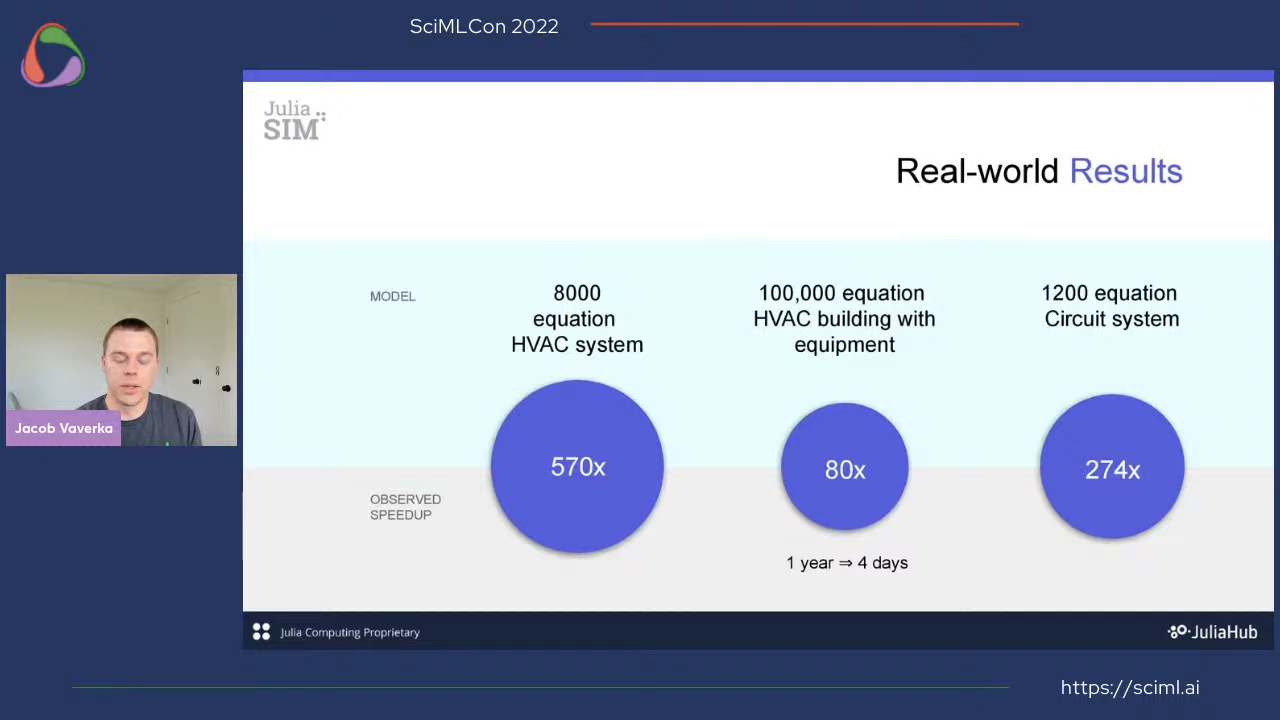 SciMLCon 2022
Julia
SIM
Real-world Results
MODEL
8000
equation
HVAC system
100,000 equation
HVAC building with
equipment
1200 equation
Circuit system
570x
80x
274x
OBSERVED
SPEEDUP
1 year ⇒ 4 days
Jacob Vaverka
Julia Computing Proprietary
JuliaHub
https://sciml.ai